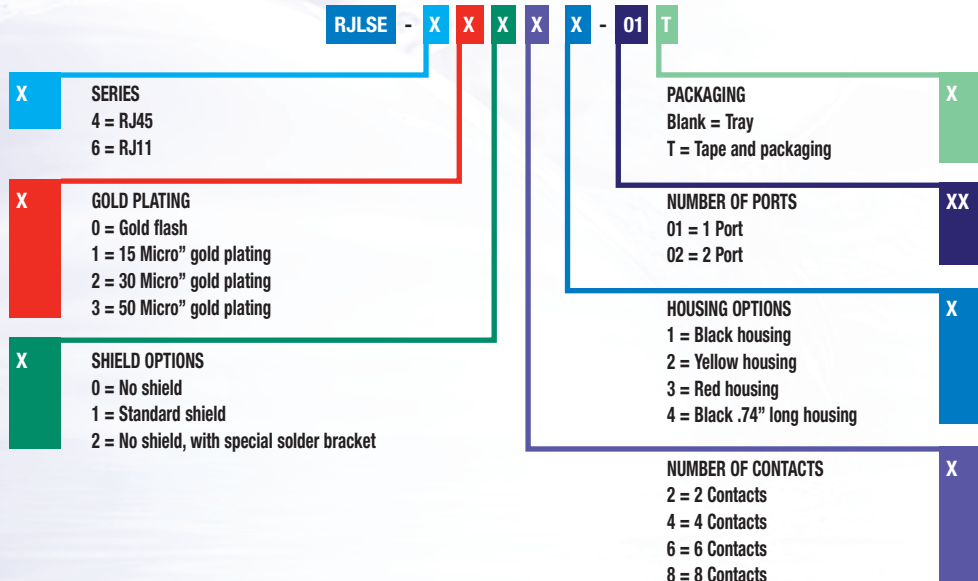 RJLSE - X X X X X - 01 T
X
SERIES
4 = RJ45
6 = RJ11
X
GOLD PLATING
0 = Gold flash
1 = 15 Micro” gold plating
2 = 30 Micro” gold plating
3 = 50 Micro” gold plating
X
SHIELD OPTIONS
0 = No shield
1 = Standard shield
2 = No shield, with special solder bracket
PACKAGING
X
Blank = Tray
T = Tape and packaging
NUMBER OF PORTS
XX
01 = 1 Port
02 = 2 Port
HOUSING OPTIONS
X
1 = Black housing
2 = Yellow housing
3 = Red housing
4 = Black .74” long housing
NUMBER OF CONTACTS
X
2 = 2 Contacts
4 = 4 Contacts
6 = 6 Contacts
8 = 8 Contacts